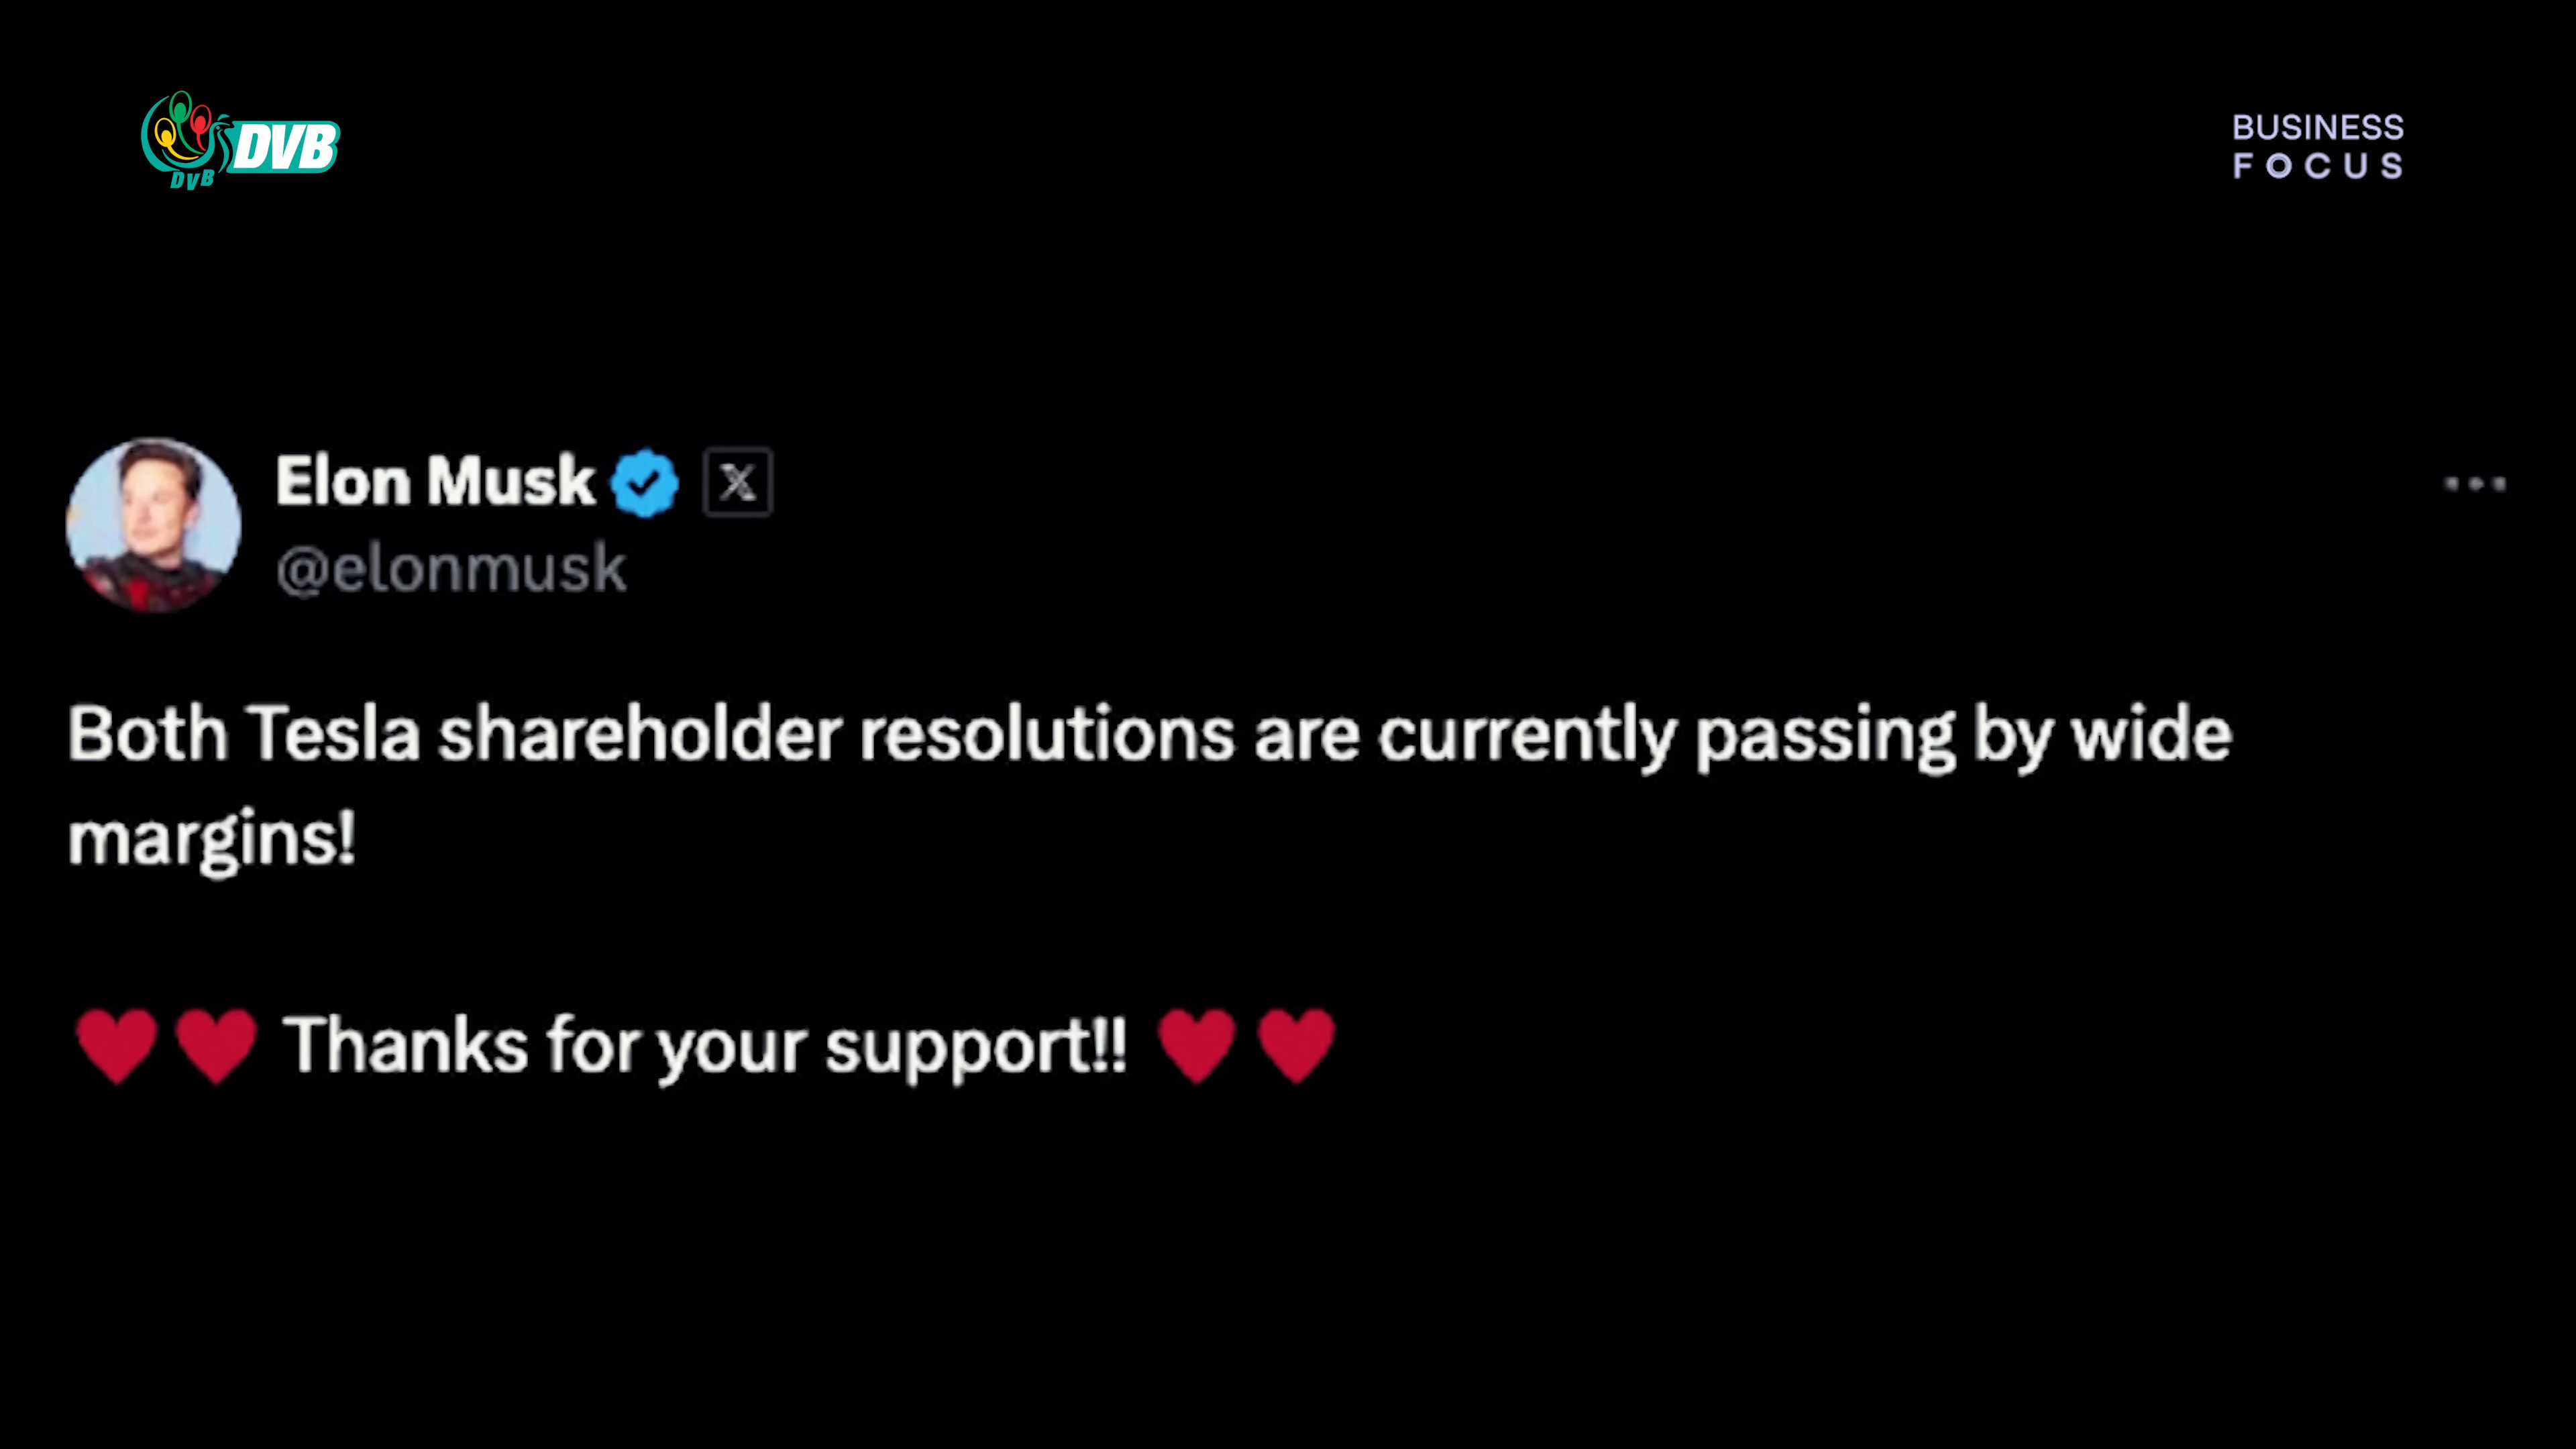 DVB
DVB
BUSINESS
FOCUS
Elon Musk
@elonmusk
Both Tesla shareholder resolutions are currently passing by wide
margins!
♥♥ Thanks for your support!! ♥♥